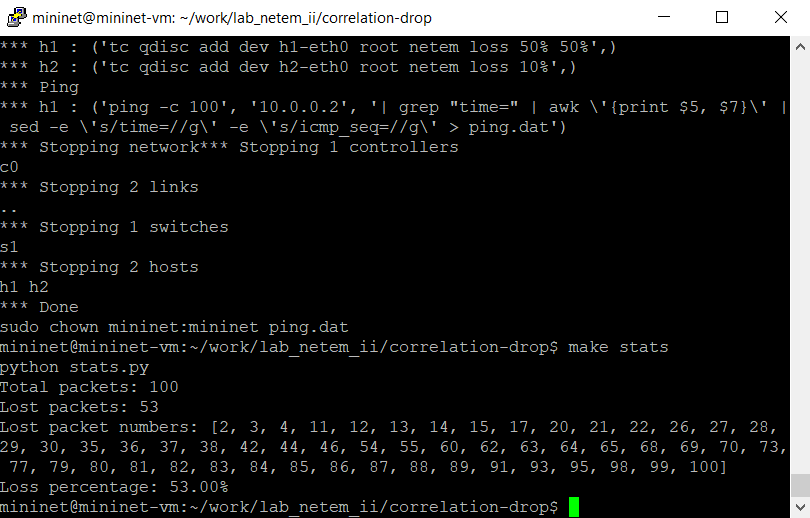 mininet@mininet-vm: ~/work/lab_netem_ii/correlation-drop
*** h1 : ('tc qdisc add dev h1-eth0 root netem loss 50% 50%',)
*** h2 : ('tc qdisc add dev h2-eth0 root netem loss 10%',)
*** Ping
*** h1 : ('ping -c 100', '10.0.0.2', '| grep "time=" | awk \'{print $5, $7}\' |
 sed -e \'s/time=//g\' -e \'s/icmp_seq=//g\' > ping.dat')
*** Stopping network*** Stopping 1 controllers
c0
*** Stopping 2 links
..
*** Stopping 1 switches
s1
*** Stopping 2 hosts
h1 h2
*** Done
sudo chown mininet:mininet ping.dat
mininet@mininet-vm:~/work/lab_netem_ii/correlation-drop$ make stats
python stats.py
Total packets: 100
Lost packets: 53
Lost packet numbers: [2, 3, 4, 11, 12, 13, 14, 15, 17, 20, 21, 22, 26, 27, 28,
29, 30, 35, 36, 37, 38, 42, 44, 46, 54, 55, 60, 62, 63, 64, 65, 68, 69, 70, 73,
 77, 79, 80, 81, 82, 83, 84, 85, 86, 87, 88, 89, 91, 93, 95, 98, 99, 100]
Loss percentage: 53.00%
mininet@mininet-vm:~/work/lab_netem_ii/correlation-drop$